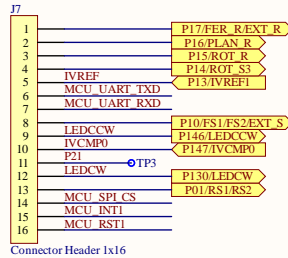 J7
1 P17/FER_R/EXT_R
2 P16/PLAN_R
3 P15/ROT_R
4 P14/ROT_S3
5 IVREF P13/IVREF1
6 MCU_UART_TXD
7 MCU_UART_RXD
8 P10/FS1/FS2/EXT_S
9 LEDCCW P146/LEDCCW
10 IVCMP0 P147/IVCMP0
11 P21 TP3
12 LEDCW P130/LEDCW
13 P01/RS1/RS2
14 MCU_SPI_CS
15 MCU_INT1
16 MCU_RST1
Connector Header 1x16